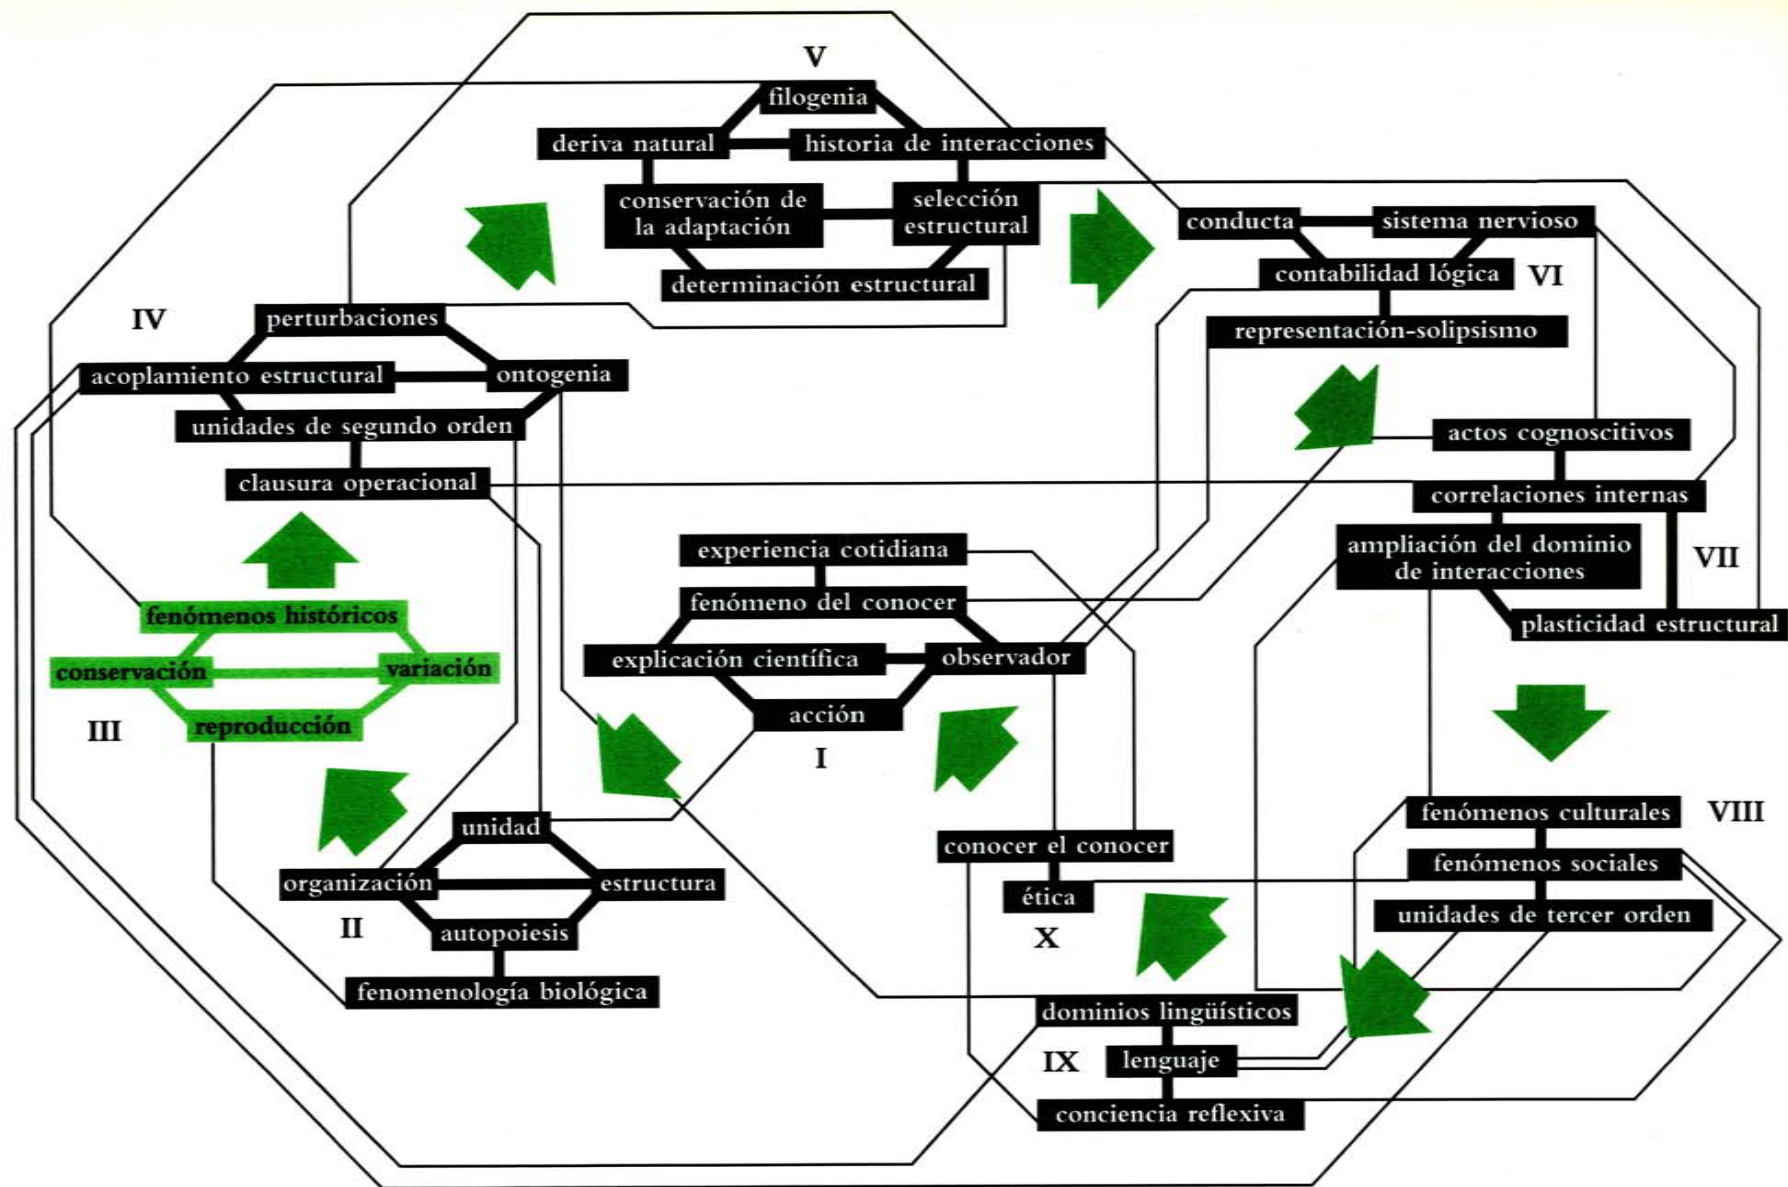 V
filogenia
deriva natural
historia de interacciones
conservación de
la adaptación
selección
estructural
determinación estructural
conducta
sistema nervioso
contabilidad lógica
VI
representación-solipsismo
IV
perturbaciones
acoplamiento estructural
ontogenia
unidades de segundo orden
clausura operacional
actos cognoscitivos
correlaciones internas
ampliación del dominio
de interacciones
VII
plasticidad estructural
experiencia cotidiana
fenómeno del conocer
explicación científica
observador
acción
I
fenómenos históricos
conservación
variación
reproducción
III
unidad
organización
estructura
II
autopoiesis
fenomenología biológica
conocer el conocer
ética
X
fenómenos culturales
VIII
fenómenos sociales
unidades de tercer orden
dominios lingüísticos
IX
lenguaje
conciencia reflexiva